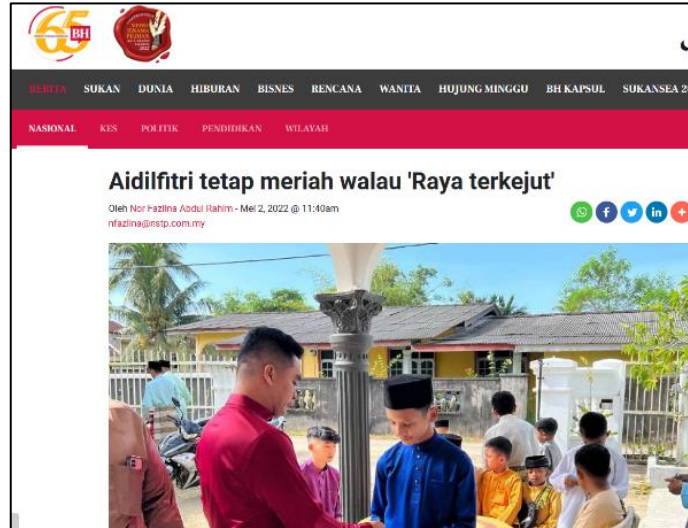 65
BH
BERITA SUKAN DUNIA HIBURAN BISNES RENCANA WANITA HUJUNG MINGGU BH KAPSUL SUKANSEA 20
NASIONAL KES POLITIK PENDIDIKAN WILAYAH
Aidilfitri tetap meriah walau 'Raya terkejut'
Oleh Nor Fazlina Abdul Rahim - Mei 2, 2022 @ 11:40am
nfazlina@nstp.com.my